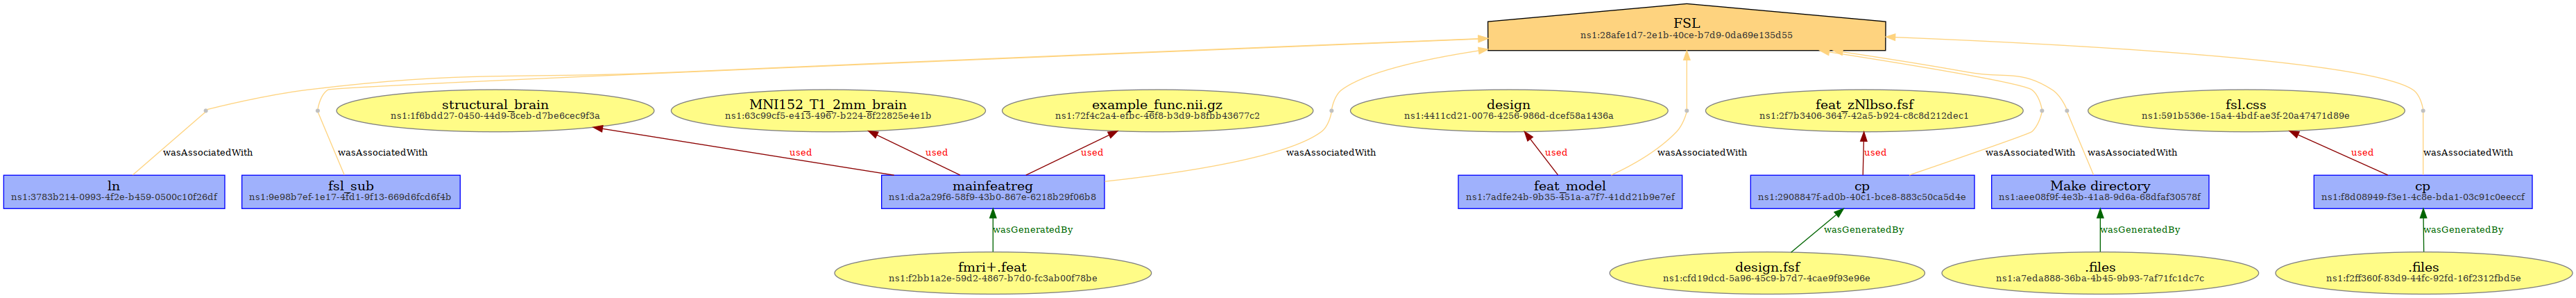 FSL
ns1:28afe1d7-2e1b-40ce-b7d9-0da69e135d55
structural_brain
ns1:1f6bdd27-0450-44d9-8ceb-d7be6cec9f3a
MNI152_T1_2mm_brain
ns1:63c99cf5-e413-4967-b224-8f22825e4e1b
example_func.nii.gz
ns1:72f4c2a4-efbc-46f8-b3d9-b8fbb43677c2
design
ns1:4411cd21-0076-4256-986d-dcef58a1436a
feat_zNlbso.fsf
ns1:2f7b3406-3647-42a5-b924-c8c8d212dec1
fsl.css
ns1:591b536e-15a4-4bdf-ae3f-20a47471d89e
wasAssociatedWith
wasAssociatedWith
used
used
used
wasAssociatedWith
used
wasAssociatedWith
used
wasAssociatedWith
wasAssociatedWith
used
wasAssociatedWith
ln
ns1:3783b214-0993-4f2e-b459-0500c10f26df
fsl_sub
ns1:9e98b7ef-1e17-4fd1-9f13-669d6fcd6f4b
mainfeatreg
ns1:da2a29f6-58f9-43b0-867e-6218b29f06b8
feat_model
ns1:7adfe24b-9b35-451a-a7f7-41dd21b9e7ef
cp
ns1:2908847f-ad0b-40c1-bce8-883c50ca5d4e
Make directory
ns1:aee08f9f-4e3b-41a8-9d6a-68dfaf30578f
cp
ns1:f8d08949-f3e1-4c8e-bda1-03c91c0eeccf
wasGeneratedBy
wasGeneratedBy
wasGeneratedBy
wasGeneratedBy
fmri+.feat
ns1:f2bb1a2e-59d2-4867-b7d0-fc3ab00f78be
design.fsf
ns1:cfd19dcd-5a96-45c9-b7d7-4cae9f93e96e
.files
ns1:a7eda888-36ba-4b45-9b93-7af71fc1dc7c
.files
ns1:f2ff360f-83d9-44fc-92fd-16f2312fbd5e